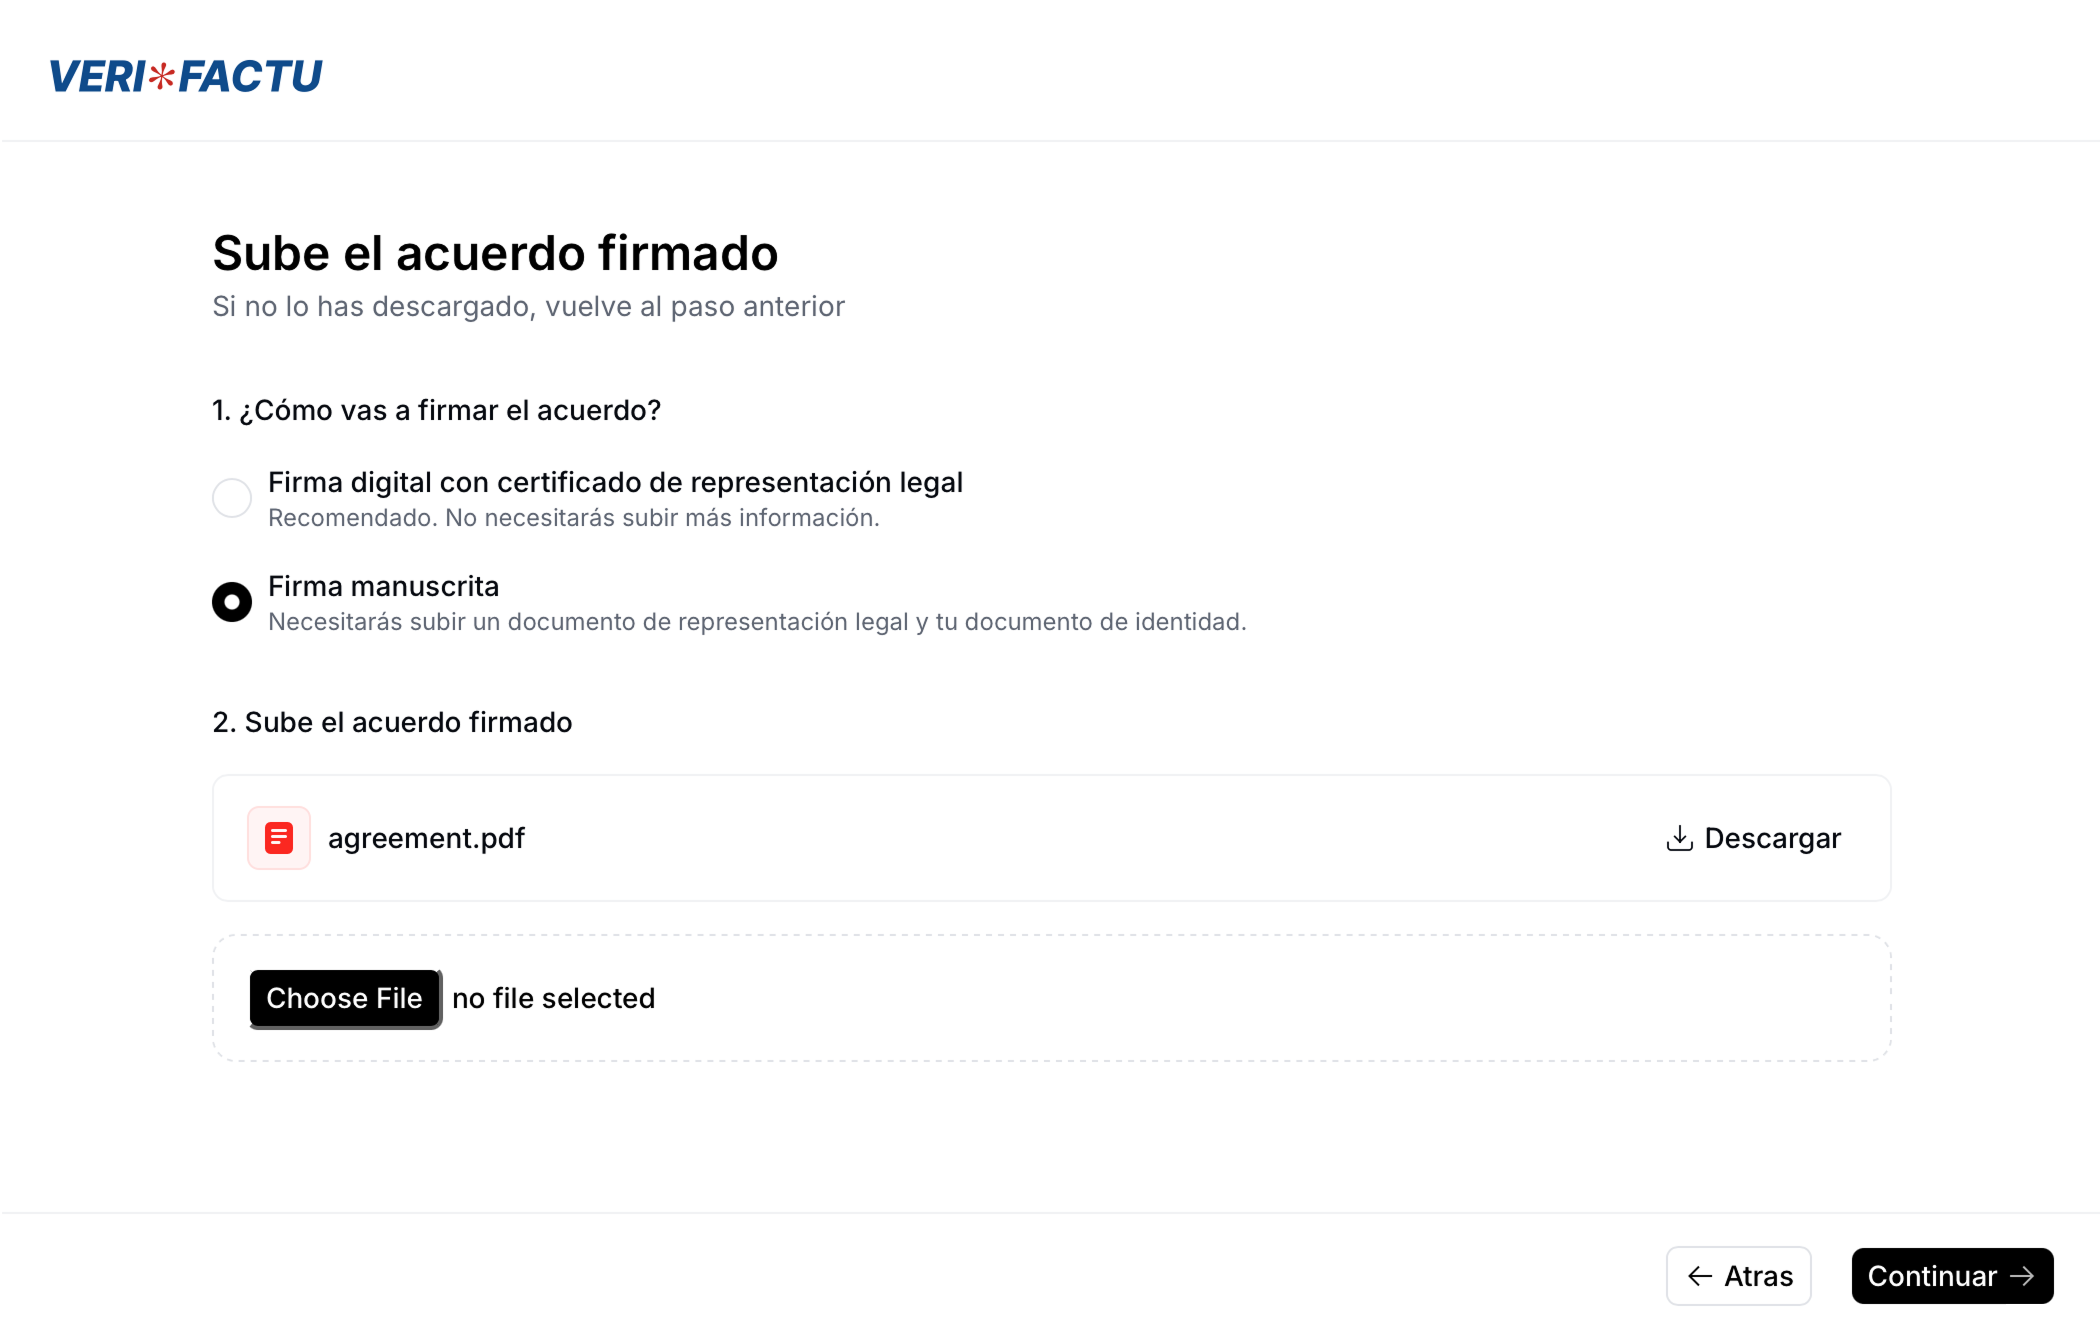 VERI*FACTU
Sube el acuerdo firmado
Si no lo has descargado, vuelve al paso anterior
1. ¿Cómo vas a firmar el acuerdo?
Firma digital con certificado de representación legal
Recomendado. No necesitarás subir más información.
Firma manuscrita
Necesitarás subir un documento de representación legal y tu documento de identidad.
2. Sube el acuerdo firmado
agreement.pdf
Descargar
Choose File no file selected
← Atras
Continuar →